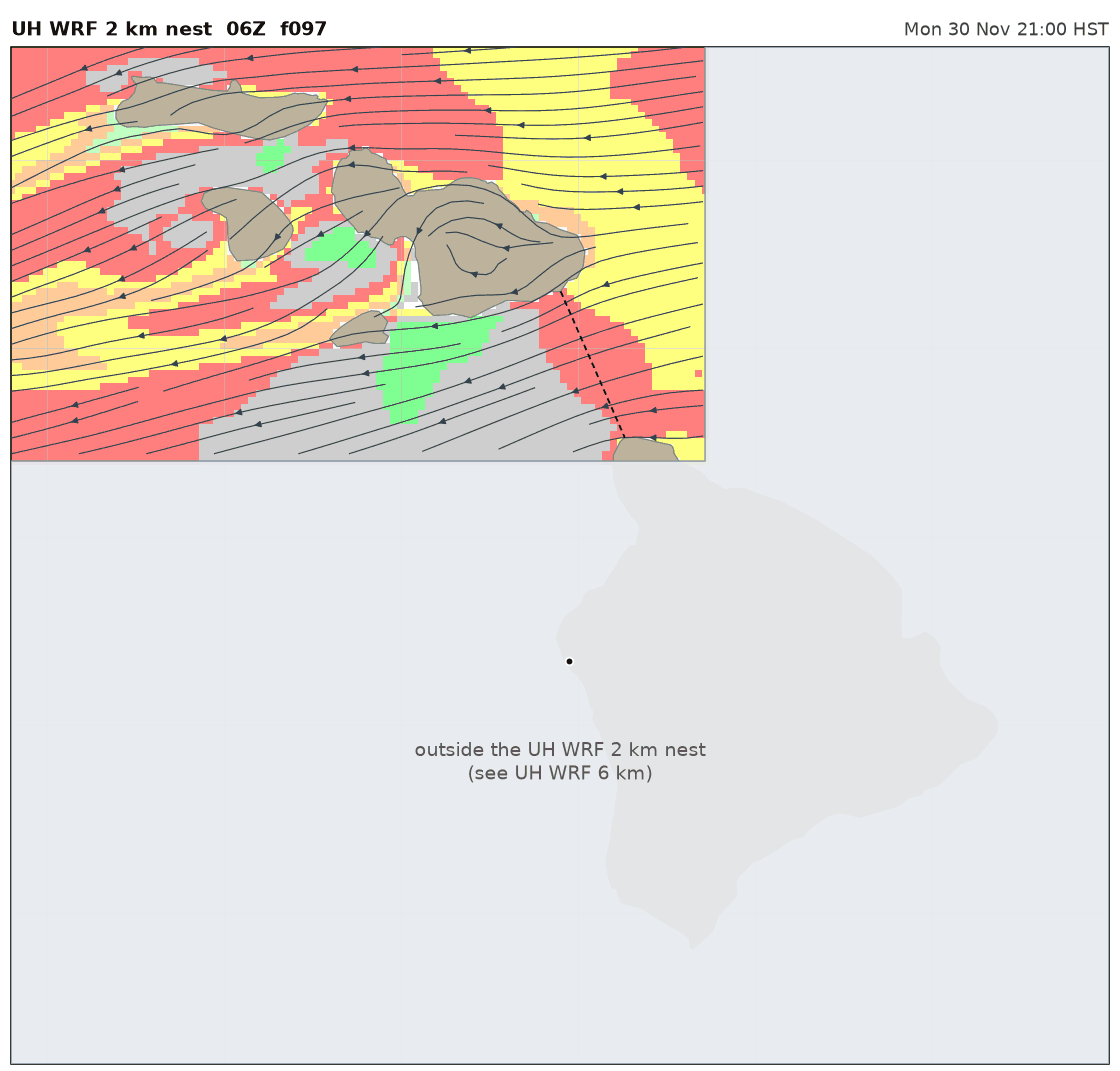 UH WRF 2 km nest  06Z  f097
Mon 30 Nov 21:00 HST
outside the UH WRF 2 km nest
(see UH WRF 6 km)